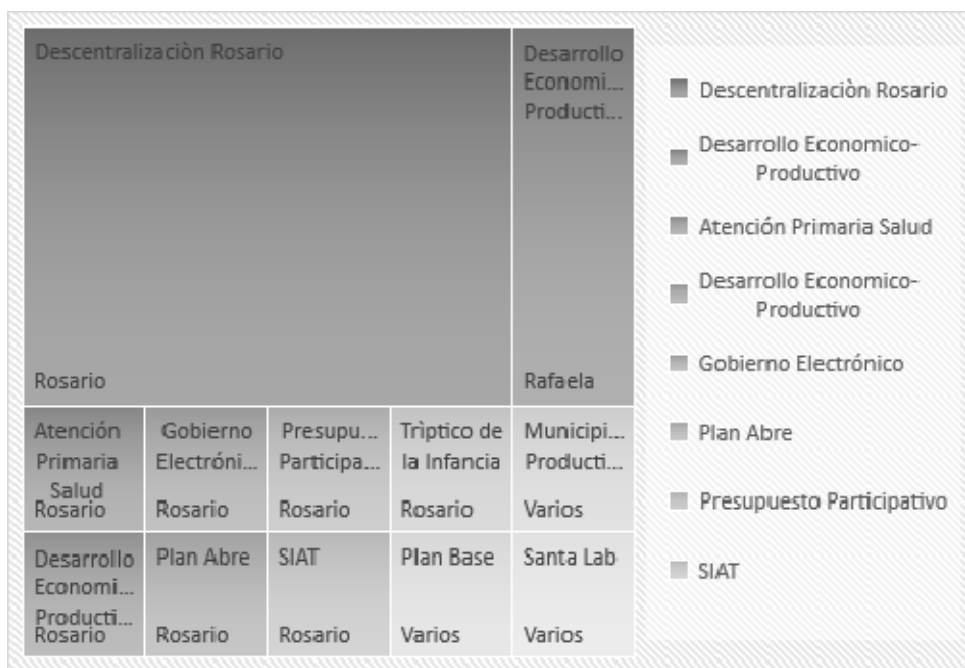 Descentralizaciòn Rosario
Rosario
Desarrollo
Economi...
Producti...
Rafaela
Atención
Primaria
Salud
Rosario
Gobierno
Electróni...
Rosario
Presupu...
Participa...
Rosario
Trìptico de
la Infancia
Rosario
Municipi...
Producti...
Varios
Desarrollo
Economi...
Producti...
Rosario
Plan Abre
Rosario
SIAT
Rosario
Plan Base
Varios
Santa Lab
Varios
Descentralizaciòn Rosario
Desarrollo Economico-
Productivo
Atención Primaria Salud
Desarrollo Economico-
Productivo
Gobierno Electrónico
Plan Abre
Presupuesto Participativo
SIAT